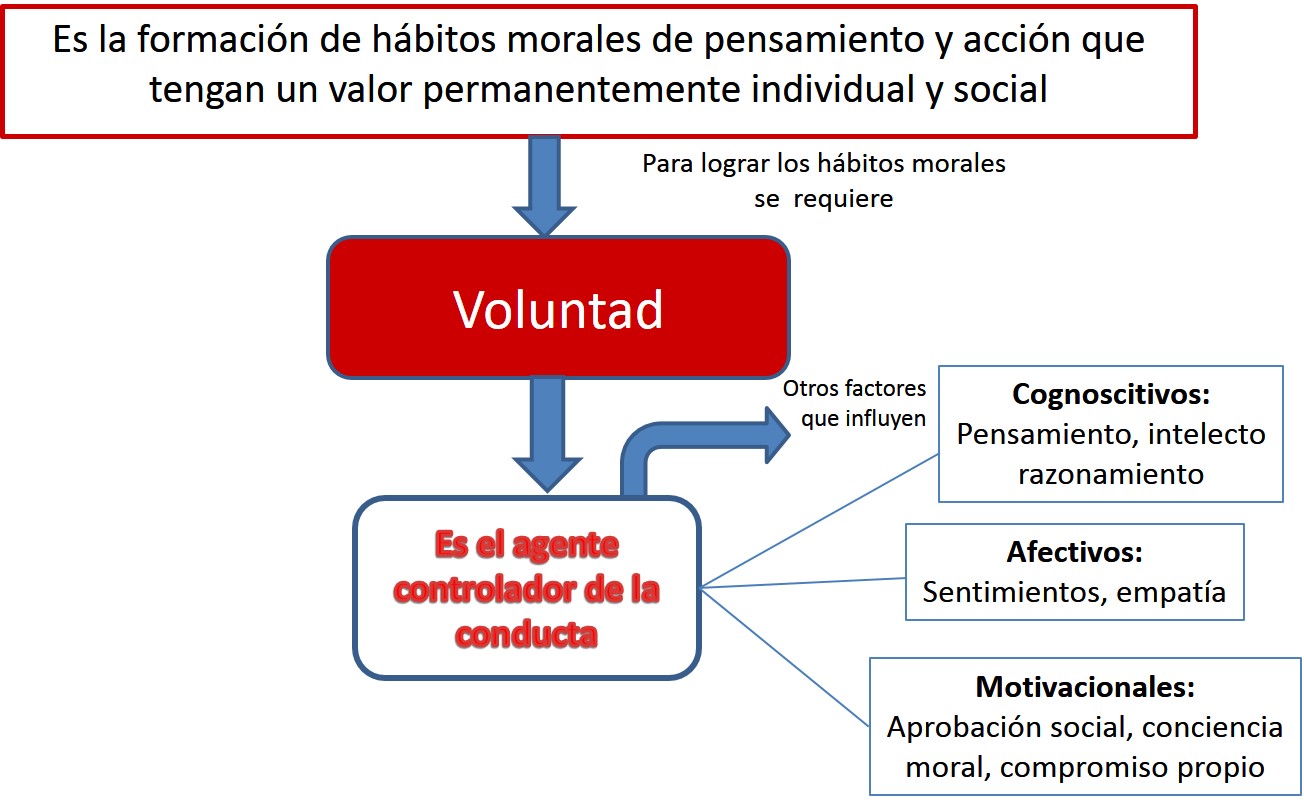 Es la formación de hábitos morales de pensamiento y acción que
tengan un valor permanentemente individual y social
Para lograr los hábitos morales
se requiere
Voluntad
Otros factores
que influyen
Es el agente
controlador de la
conducta
Cognoscitivos:
Pensamiento, intelecto
razonamiento
Afectivos:
Sentimientos, empatía
Motivacionales:
Aprobación social, conciencia
moral, compromiso propio